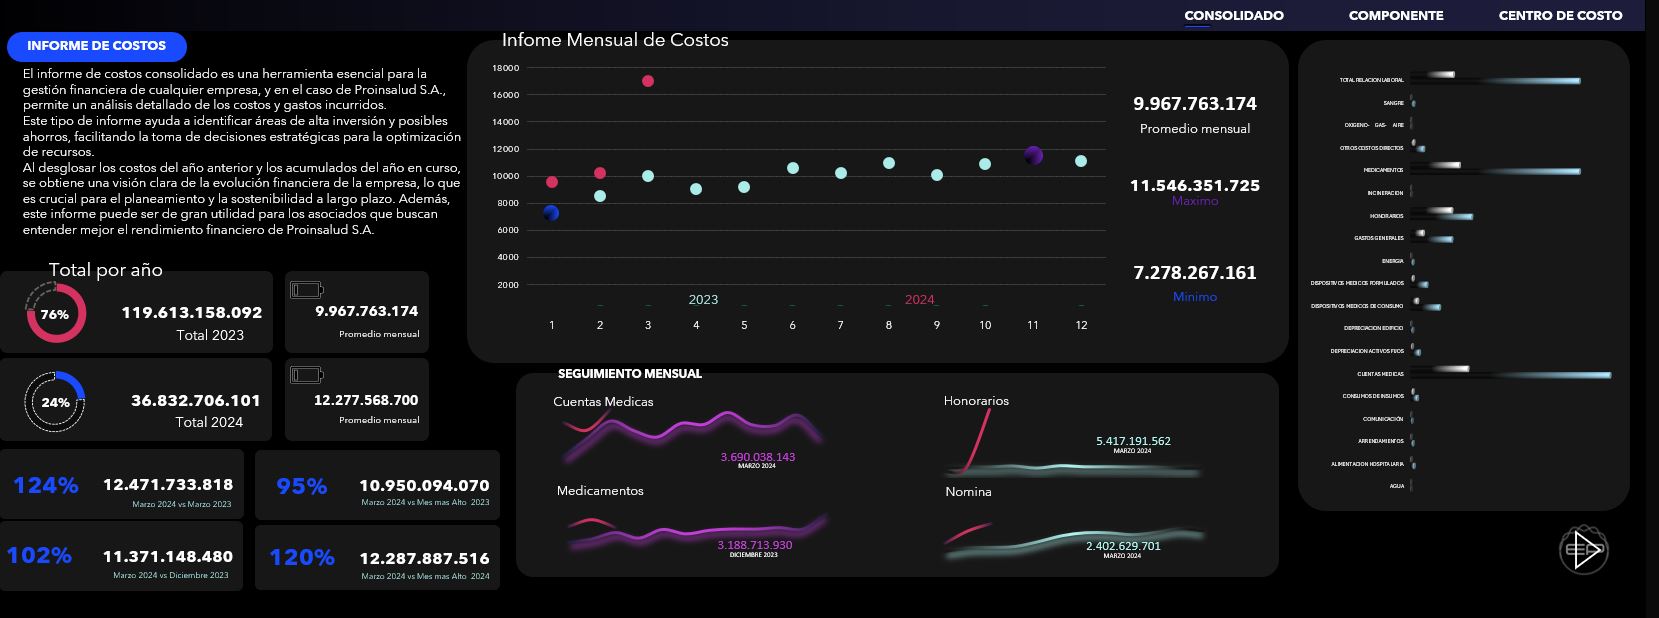 CONSOLIDADO
COMPONENTE
CENTRO DE COSTO
INFORME DE COSTOS
El informe de costos consolidado es una herramienta esencial para la
gestión financiera de cualquier empresa, y en el caso de Proinsalud S.A.,
permite un análisis detallado de los costos y gastos incurridos.
Este tipo de informe ayuda a identificar áreas de alta inversión y posibles
ahorros, facilitando la toma de decisiones estratégicas para la optimización
de recursos.
Al desglosar los costos del año anterior y los acumulados del año en curso,
se obtiene una visión clara de la evolución financiera de la empresa, lo que
es crucial para el planeamiento y la sostenibilidad a largo plazo. Además,
este informe puede ser de gran utilidad para los asociados que buscan
entender mejor el rendimiento financiero de Proinsalud S.A.
Total por año
76%
119.613.158.092
Total 2023
9.967.763.174
Promedio mensual
24%
36.832.706.101
Total 2024
12.277.568.700
Promedio mensual
124%
12.471.733.818
Marzo 2024 vs Marzo 2023
95%
10.950.094.070
Marzo 2024 vs Mes mas Alto 2023
102%
11.371.148.480
Marzo 2024 vs Diciembre 2023
120%
12.287.887.516
Marzo 2024 vs Mes mas Alto 2024
Infome Mensual de Costos
18000
16000
14000
12000
10000
8000
6000
4000
2000
2023
2024
1 2 3 4 5 6 7 8 9 10 11 12
9.967.763.174
Promedio mensual
11.546.351.725
Maximo
7.278.267.161
Minimo
SEGUIMIENTO MENSUAL
Cuentas Medicas
3.690.038.143
MARZO 2024
Honorarios
5.417.191.562
MARZO 2024
Medicamentos
3.188.713.930
DICIEMBRE 2023
Nomina
2.402.629.701
MARZO 2024
TOTAL RELACION LABORAL
SANGRE
OXIGENO- GAS- AIRE
OTROS COSTOS DIRECTOS
MEDICAMENTOS
INCINERACION
HONORARIOS
GASTOS GENERALES
ENERGIA
DISPOSITIVOS MEDICOS FORMULADOS
DISPOSITIVOS MEDICOS DE CONSUMO
DEPRECIACION EDIFICIO
DEPRECIACION ACTIVOS FIJOS
CUENTAS MEDICAS
CONSUMOS DE INSUMOS
COMUNICACIÓN
ARRENDAMIENTOS
ALIMENTACION HOSPITALARIA
AGUA